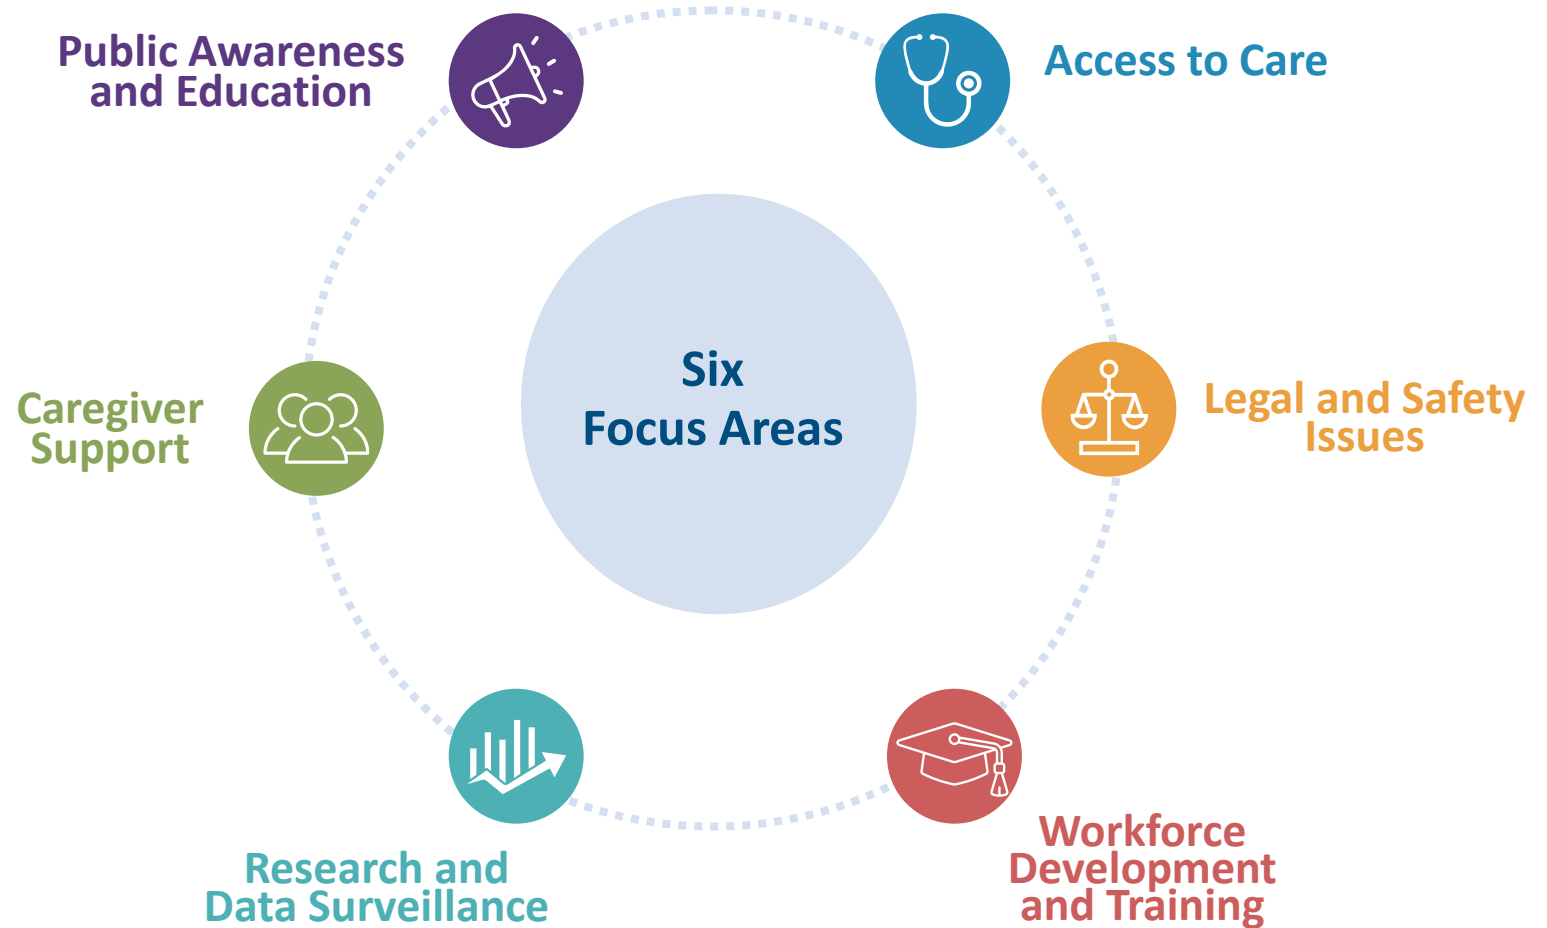 Public Awareness
and Education
Access to Care
Six
Focus Areas
Caregiver
Support
Legal and Safety
Issues
Research and
Data Surveillance
Workforce
Development
and Training